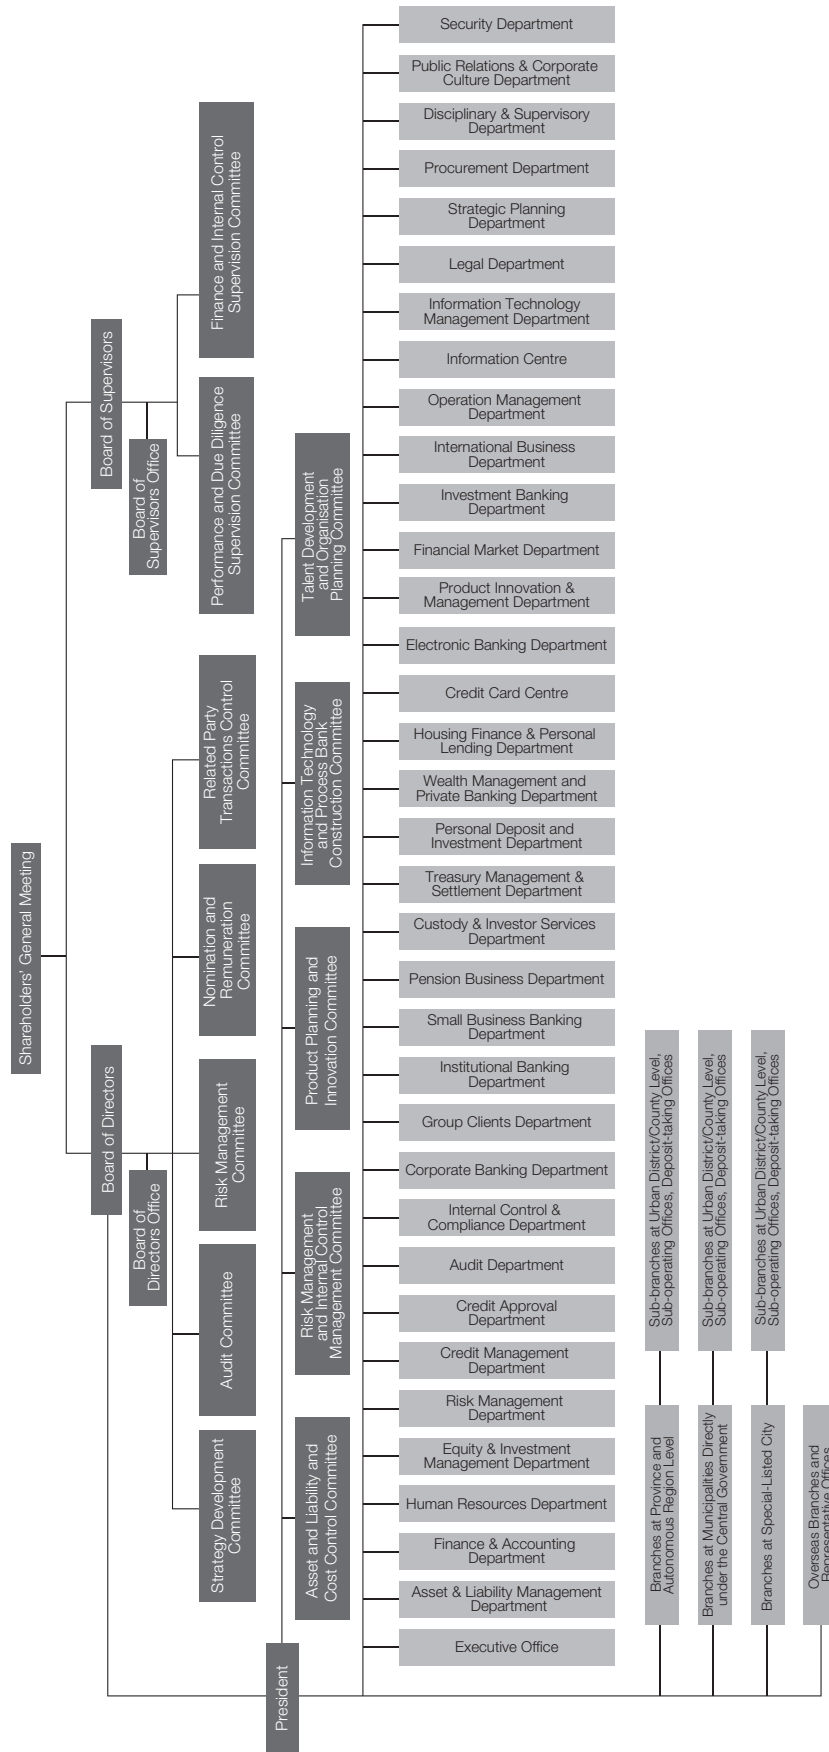 Shareholders' General Meeting
Board of Directors
Board of Supervisors
Board of
Directors Office
Board of
Supervisors Office
Strategy Development
Committee
Audit Committee
Risk Management
Committee
Nomination and
Remuneration
Committee
Related Party
Transactions Control
Committee
Performance and Due Diligence
Supervision Committee
Finance and Internal Control
Supervision Committee
President
Asset and Liability and
Cost Control Committee
Risk Management
and Internal Control
Management Committee
Product Planning and
Innovation Committee
Information Technology
and Process Bank
Construction Committee
Talent Development
and Organisation
Planning Committee
Security Department
Public Relations & Corporate
Culture Department
Disciplinary & Supervisory
Department
Procurement Department
Strategic Planning
Department
Legal Department
Information Technology
Management Department
Information Centre
Operation Management
Department
International Business
Department
Investment Banking
Department
Financial Market Department
Product Innovation &
Management Department
Electronic Banking Department
Credit Card Centre
Housing Finance & Personal
Lending Department
Wealth Management and
Private Banking Department
Personal Deposit and
Investment Department
Treasury Management &
Settlement Department
Custody & Investor Services
Department
Pension Business Department
Small Business Banking
Department
Institutional Banking
Department
Group Clients Department
Corporate Banking Department
Internal Control &
Compliance Department
Audit Department
Credit Approval
Department
Credit Management
Department
Risk Management
Department
Equity & Investment
Management Department
Human Resources Department
Finance & Accounting
Department
Asset & Liability Management
Department
Executive Office
Branches at Province and
Autonomous Region Level
Sub-branches at Urban District/County Level,
Sub-operating Offices, Deposit-taking Offices
Branches at Municipalities Directly
under the Central Government
Sub-branches at Urban District/County Level,
Sub-operating Offices, Deposit-taking Offices
Branches at Special-Listed City
Sub-branches at Urban District/County Level,
Sub-operating Offices, Deposit-taking Offices
Overseas Branches and
Representative Offices